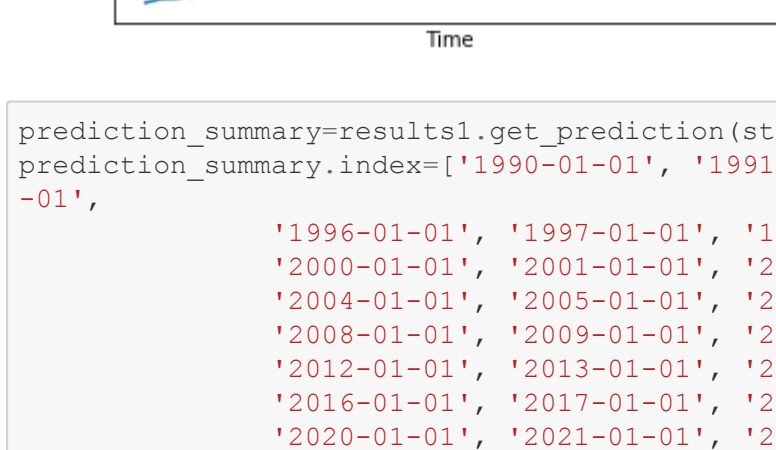 Time
prediction_summary=results1.get_prediction(st
prediction_summary.index=['1990-01-01', '1991
-01',
'1996-01-01', '1997-01-01', '1
'2000-01-01', '2001-01-01', '2
'2004-01-01', '2005-01-01', '2
'2008-01-01', '2009-01-01', '2
'2012-01-01', '2013-01-01', '2
'2016-01-01', '2017-01-01', '2
'2020-01-01', '2021-01-01', '2